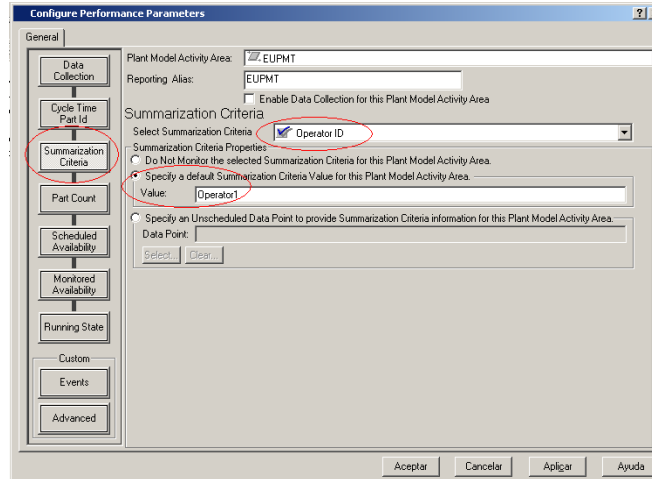 Configure Performance Parameters
?
General
Data Collection
Cycle Time Part Id
Summarization Criteria
Part Count
Scheduled Availability
Monitored Availability
Running State
Custom
Events
Advanced
Plant Model Activity Area:
EUPMT
Reporting Alias:
EUPMT
Enable Data Collection for this Plant Model Activity Area
Summarization Criteria
Select Summarization Criteria
Operator ID
Summarization Criteria Properties
Do Not Monitor the selected Summarization Criteria for this Plant Model Activity Area.
Specify a default Summarization Criteria Value for this Plant Model Activity Area.
Value:
Operator1
Specify an Unscheduled Data Point to provide Summarization Criteria information for this Plant Model Activity Area.
Data Point:
Select...
Clear...
Aceptar
Cancelar
Aplicar
Ayuda